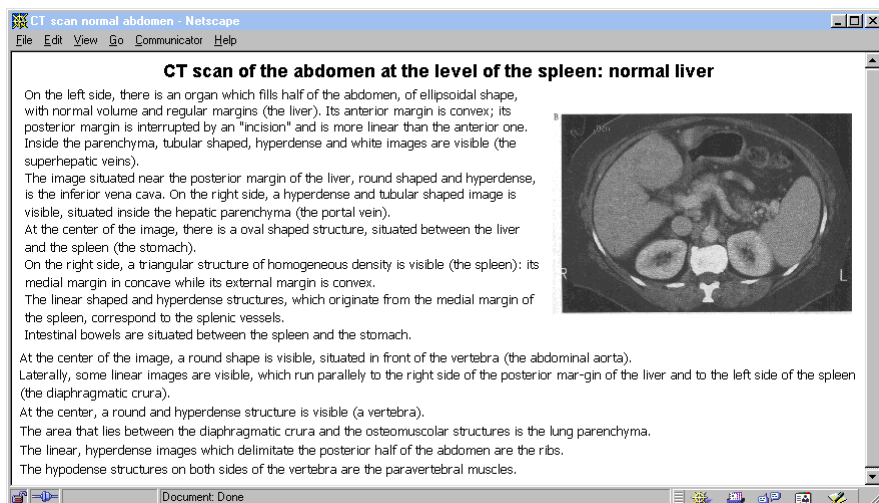 CT scan normal abdomen - Netscape
File Edit View Go Communicator Help
CT scan of the abdomen at the level of the spleen: normal liver
On the left side, there is an organ which fills half of the abdomen, of ellipsoidal shape,
with normal volume and regular margins (the liver). Its anterior margin is convex; its
posterior margin is interrupted by an "incision" and is more linear than the anterior one.
Inside the parenchyma, tubular shaped, hyperdense and white images are visible (the
superhepatic veins).
The image situated near the posterior margin of the liver, round shaped and hyperdense,
is the inferior vena cava. On the right side, a hyperdense and tubular shaped image is
visible, situated inside the hepatic parenchyma (the portal vein).
At the center of the image, there is a oval shaped structure, situated between the liver
and the spleen (the stomach).
On the right side, a triangular structure of homogeneous density is visible (the spleen): its
medial margin in concave while its external margin is convex.
The linear shaped and hyperdense structures, which originate from the medial margin of
the spleen, correspond to the splenic vessels.
Intestinal bowels are situated between the spleen and the stomach.
B
R
L
At the center of the image, a round shape is visible, situated in front of the vertebra (the abdominal aorta).
Laterally, some linear images are visible, which run parallely to the right side of the posterior mar-gin of the liver and to the left side of the spleen
(the diaphragmatic crura).
At the center, a round and hyperdense structure is visible (a vertebra).
The area that lies between the diaphragmatic crura and the osteomuscular structures is the lung parenchyma.
The linear, hyperdense images which delimitate the posterior half of the abdomen are the ribs.
The hypodense structures on both sides of the vertebra are the paravertebral muscles.
Document: Done